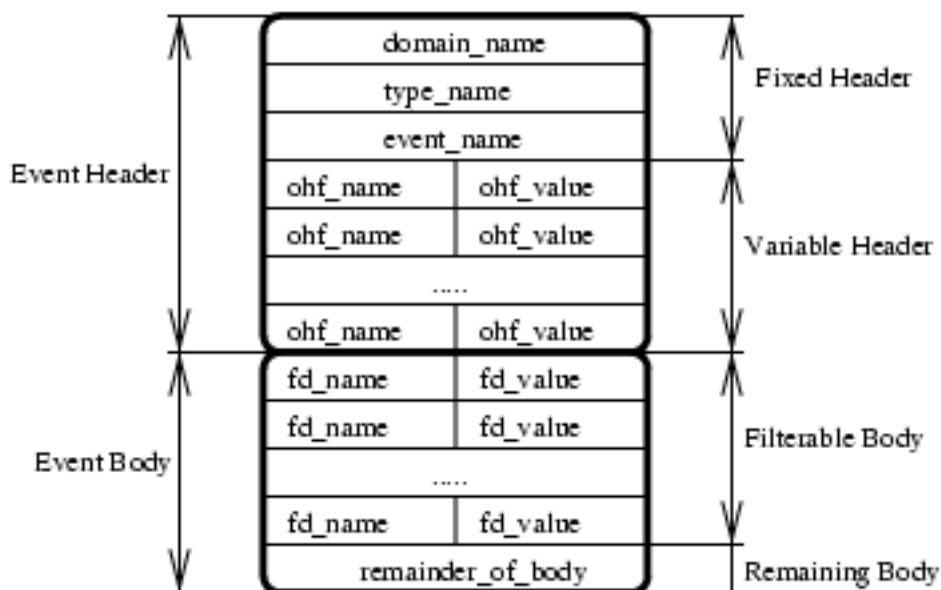 domain_name
Fixed Header
type_name
event_name
Event Header
ohf_name ohf_value
ohf_name ohf_value
Variable Header
.....
ohf_name ohf_value
fd_name fd_value
fd_name fd_value
Filterable Body
Event Body
.....
fd_name fd_value
remainder_of_body
Remaining Body